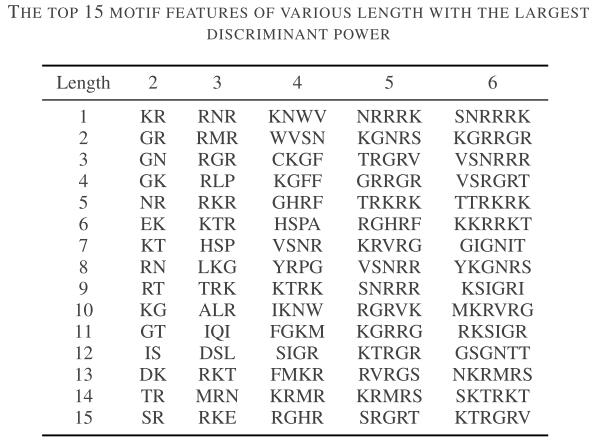 THE TOP 15 MOTIF FEATURES OF VARIOUS LENGTH WITH THE LARGEST
DISCRIMINANT POWER
Length 2 3 4 5 6
1 KR RNR KNWV NRRRK SNRRRK
2 GR RMR WVSN KGNRS KGRRGR
3 GN RGR CKGF TRGRV VSNRRR
4 GK RLP KGFF GRRGR VSRGRT
5 NR RKR GHRF TRKRK TTRKRK
6 EK KTR HSPA RGHRF KKRRKT
7 KT HSP VSNR KRVRG GIGNIT
8 RN LKG YRPG VSNRR YKGNRS
9 RT TRK KTRK SNRRR KSIGRI
10 KG ALR IKNW RGRVK MKRVRG
11 GT IQI FGKM KGRRG RKSIGR
12 IS DSL SIGR KTRGR GSGNTT
13 DK RKT FMKR RVRGS NKRMRS
14 TR MRN KRMR KRMRS SKTRKT
15 SR RKE RGHR SRGRT KTRGRV